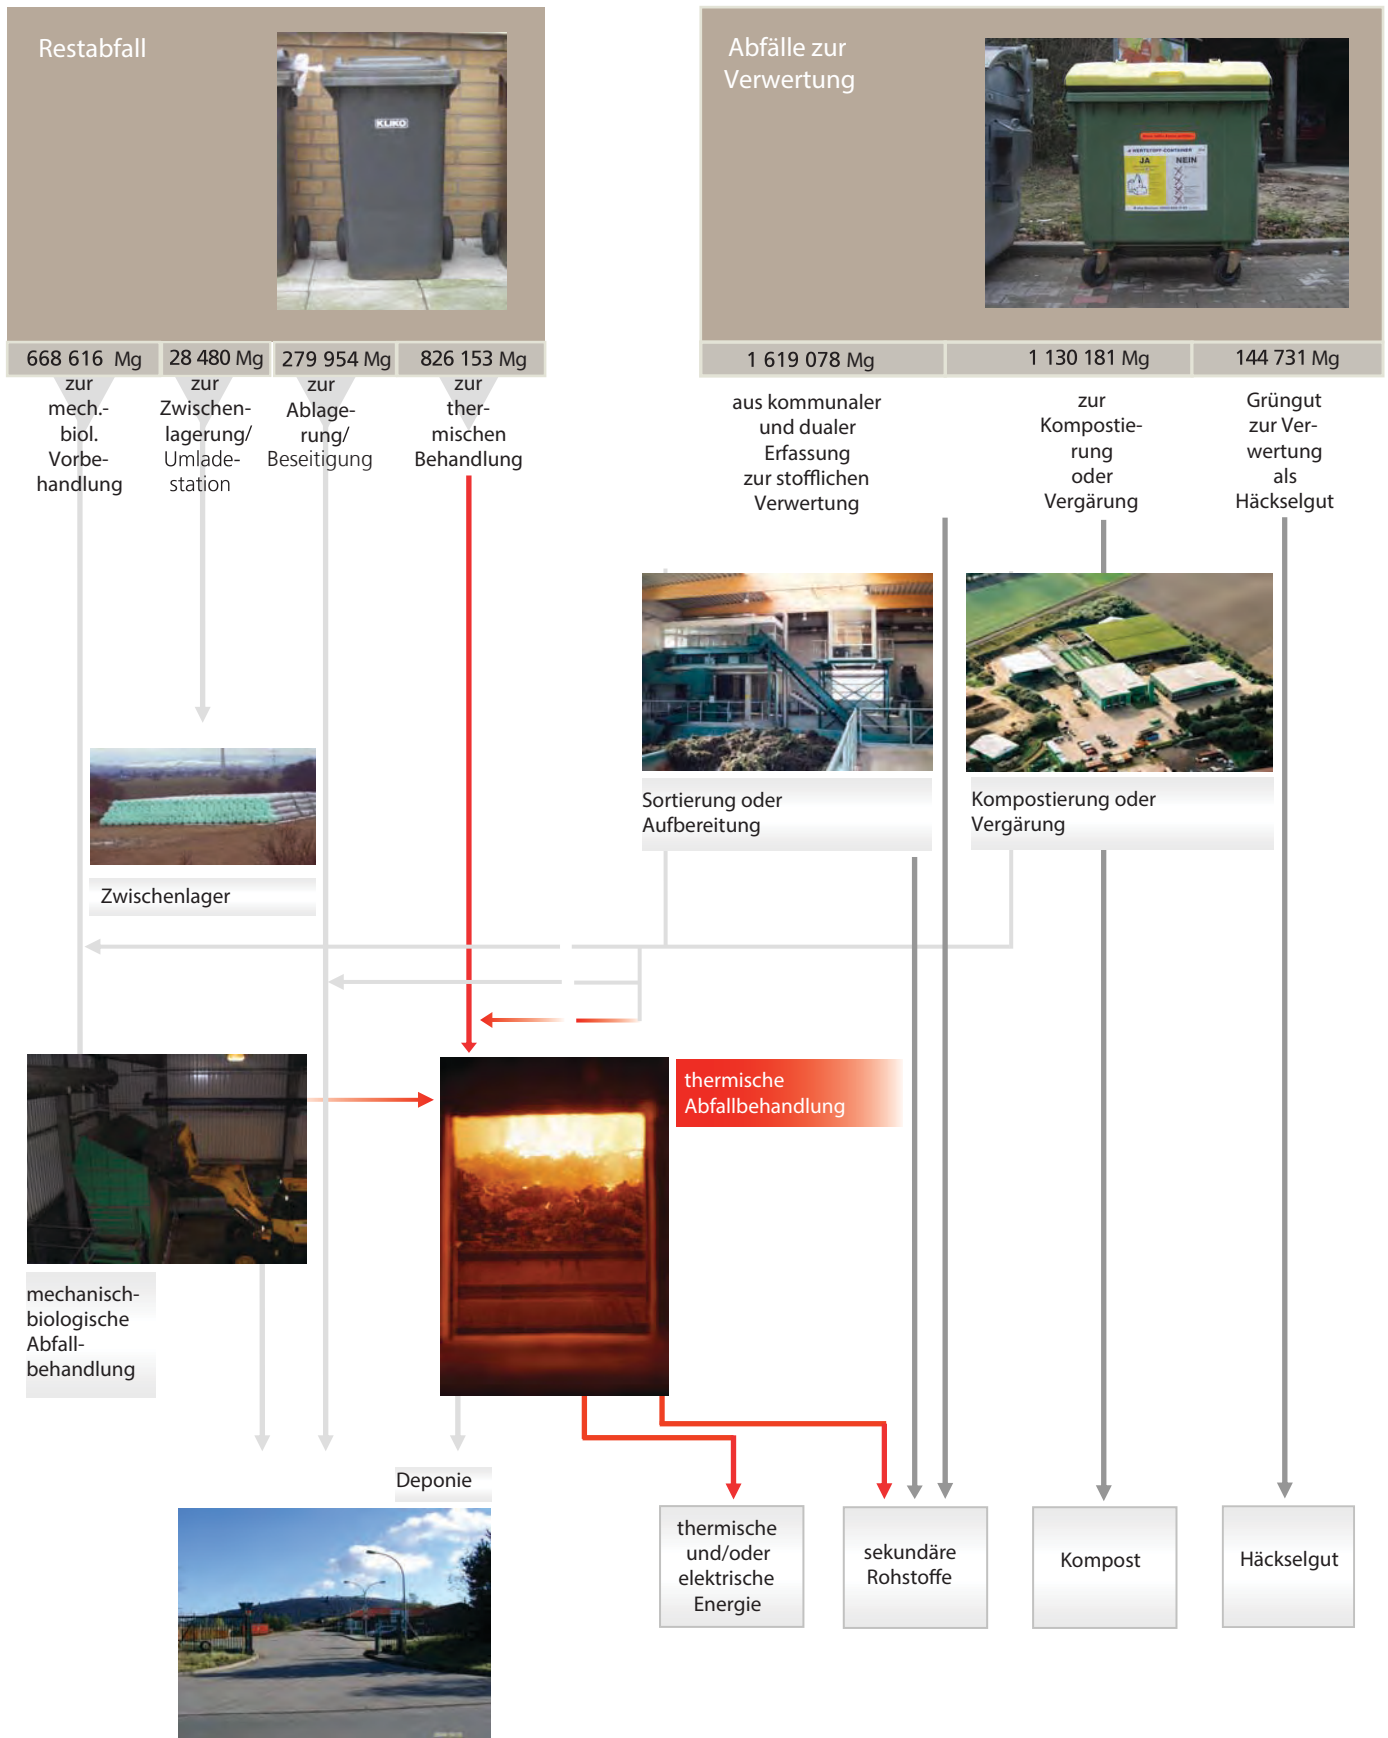 Restabfall
KLIKO
Abfälle zur
Verwertung
WERTSTOFF-CONTAINER
JA
NEIN
668 616 Mg
28 480 Mg
279 954 Mg
826 153 Mg
1 619 078 Mg
1 130 181 Mg
144 731 Mg
zur
mech.-
biol.
Vorbe-
handlung
zur
Zwischen-
lagerung/
Umlade-
station
zur
Ablage-
rung/
Beseitigung
zur
ther-
mischen
Behandlung
aus kommunaler
und dualer
Erfassung
zur stofflichen
Verwertung
zur
Kompostie-
rung
oder
Vergärung
Grüngut
zur Ver-
wertung
als
Häckselgut
Sortierung oder
Aufbereitung
Kompostierung oder
Vergärung
Zwischenlager
thermische
Abfallbehandlung
mechanisch-
biologische
Abfall-
behandlung
Deponie
thermische
und/oder
elektrische
Energie
sekundäre
Rohstoffe
Kompost
Häckselgut